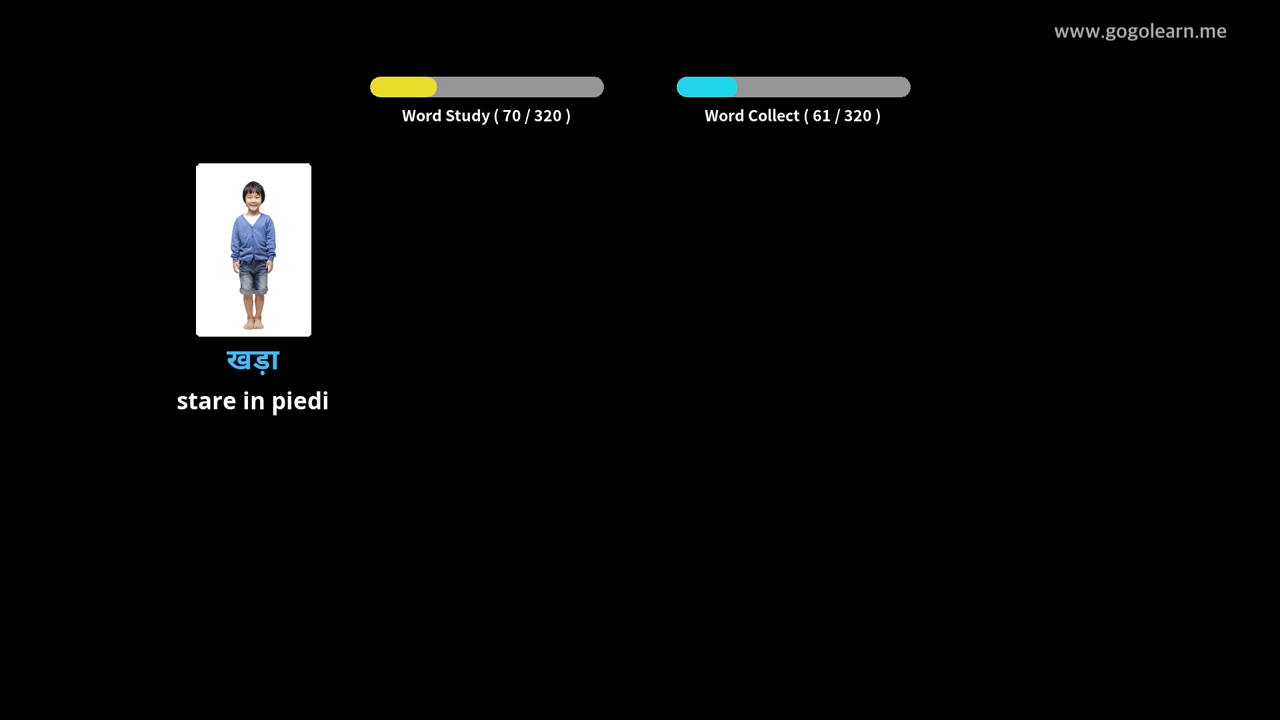 www.gogolearn.me
Word Study ( 70 / 320 )
Word Collect ( 61 / 320 )
खड़ा
stare in piedi